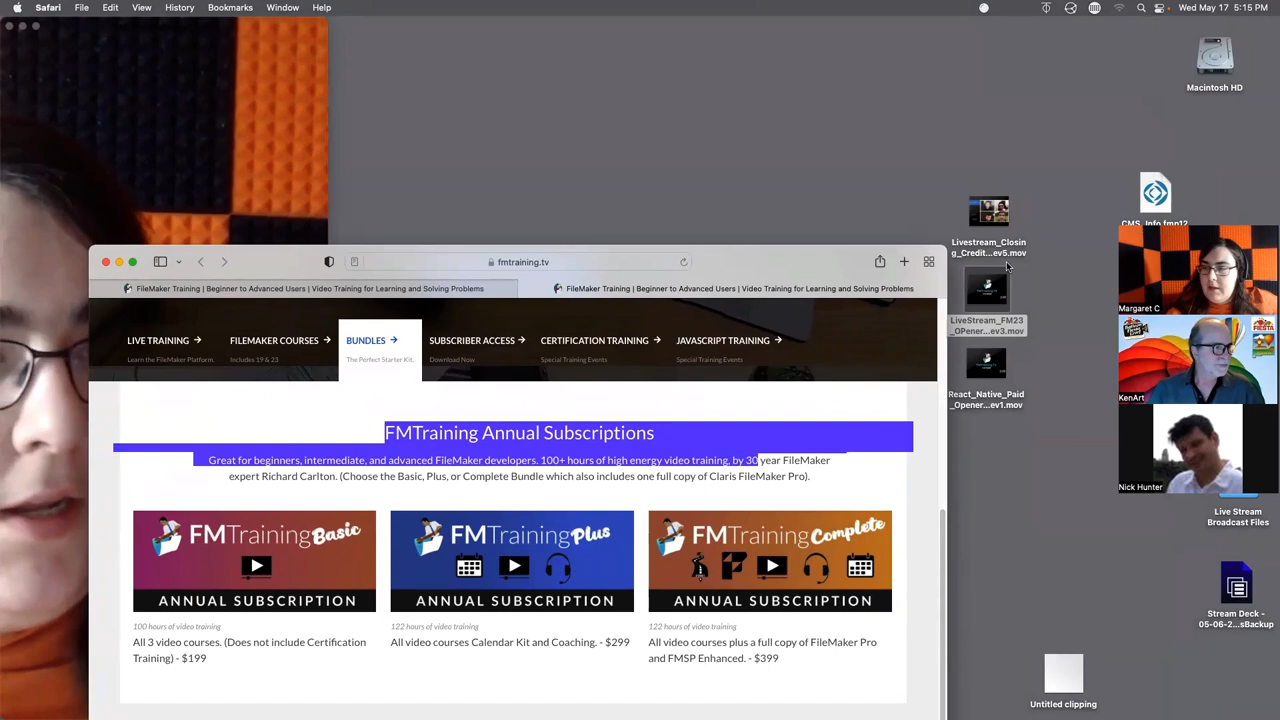 Safari File Edit View History Bookmarks Window Help
Wed May 17 5:15 PM
Macintosh HD
CMS_Info.fmp12
Livestream_Closin
g_Credit...ev5.mov
LiveStream_FM23
_OPener...ev3.mov
React_Native_Paid
_Opener...ev1.mov
Margaret C
KenArt
FIESTA
Nick Hunter
Live Stream
Broadcast Files
Stream Deck -
05-06-2...sBackup
Untitled clipping
fmtraining.tv
FileMaker Training | Beginner to Advanced Users | Video Training for Learning and Solving Problems
FileMaker Training | Beginner to Advanced Users | Video Training for Learning and Solving Problems
LIVE TRAINING
Learn the FileMaker Platform.
FILEMAKER COURSES
Includes 19 & 23
BUNDLES
The Perfect Starter Kit.
SUBSCRIBER ACCESS
Download Now
CERTIFICATION TRAINING
Special Training Events
JAVASCRIPT TRAINING
Special Training Events
FMTraining Annual Subscriptions
Great for beginners, intermediate, and advanced FileMaker developers. 100+ hours of high energy video training, by 30 year FileMaker
expert Richard Carlton. (Choose the Basic, Plus, or Complete Bundle which also includes one full copy of Claris FileMaker Pro).
FMTraining Basic
ANNUAL SUBSCRIPTION
100 hours of video training
All 3 video courses. (Does not include Certification
Training) - $199
FMTraining Plus
ANNUAL SUBSCRIPTION
122 hours of video training
All video courses Calendar Kit and Coaching. - $299
FMTraining Complete
ANNUAL SUBSCRIPTION
122 hours of video training
All video courses plus a full copy of FileMaker Pro
and FMSP Enhanced. - $399